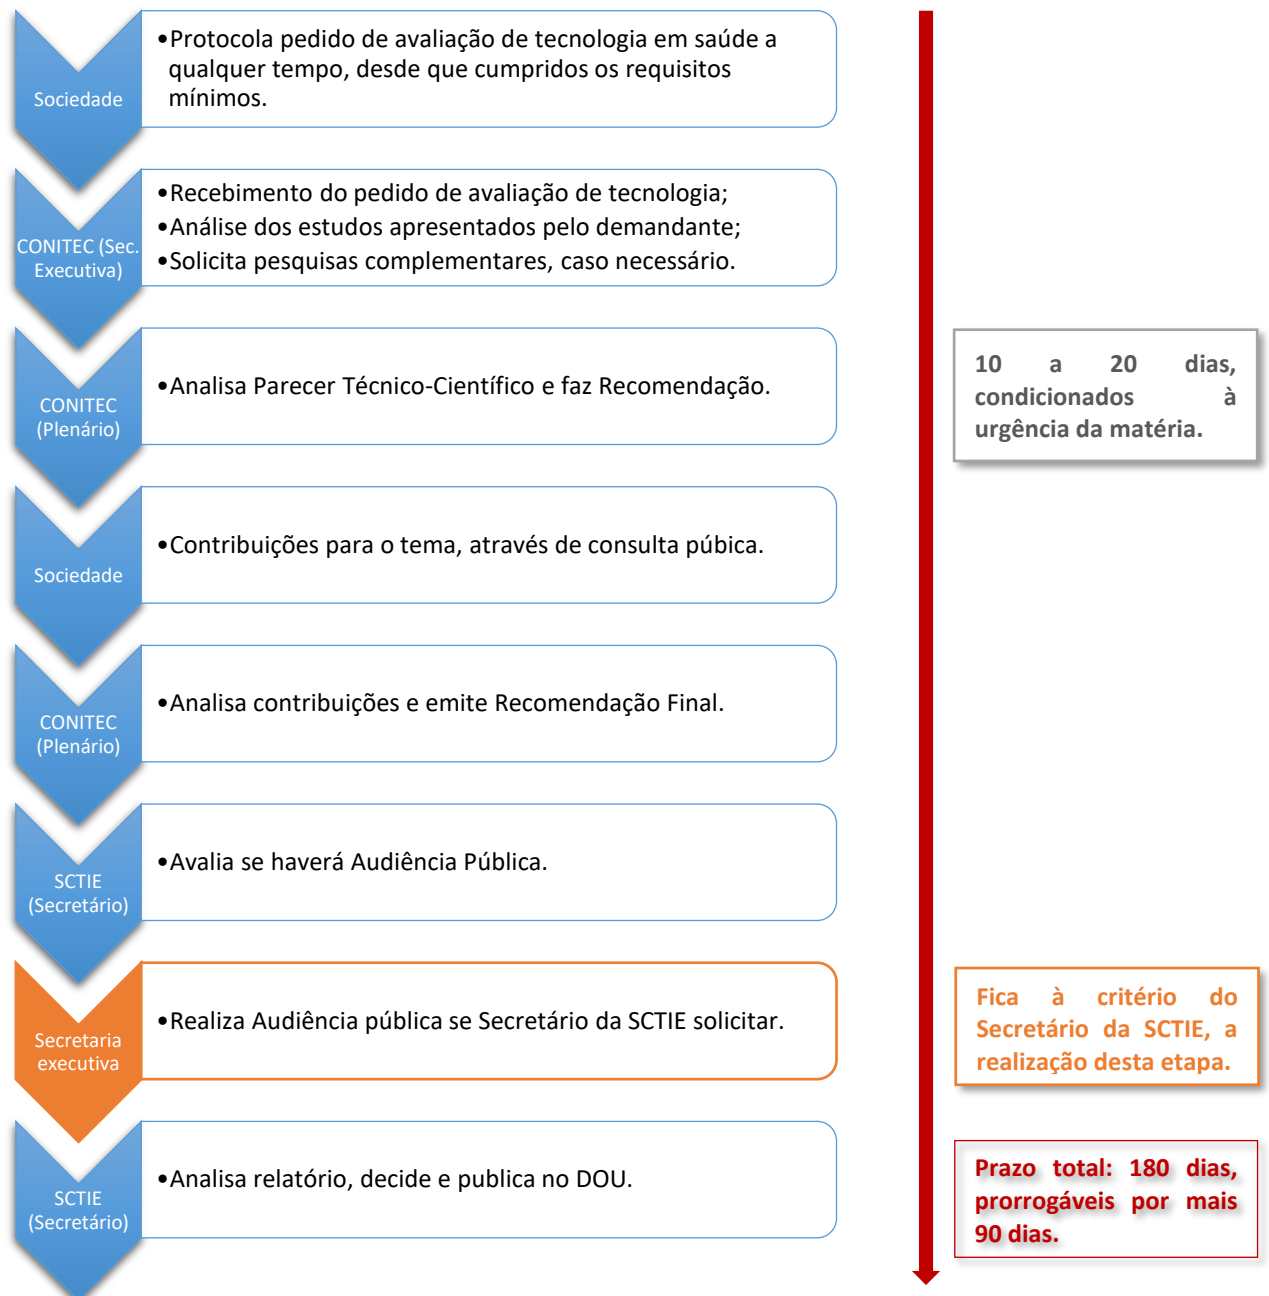 Sociedade
•Protocola pedido de avaliação de tecnologia em saúde a
qualquer tempo, desde que cumpridos os requisitos
mínimos.
CONITEC (Sec.
Executiva)
•Recebimento do pedido de avaliação de tecnologia;
•Análise dos estudos apresentados pelo demandante;
•Solicita pesquisas complementares, caso necessário.
CONITEC
(Plenário)
•Analisa Parecer Técnico-Científico e faz Recomendação.
10 a 20 dias,
condicionados à
urgência da matéria.
Sociedade
•Contribuições para o tema, através de consulta púbica.
CONITEC
(Plenário)
•Analisa contribuições e emite Recomendação Final.
SCTIE
(Secretário)
•Avalia se haverá Audiência Pública.
Secretaria
executiva
•Realiza Audiência pública se Secretário da SCTIE solicitar.
Fica à critério do
Secretário da SCTIE, a
realização desta etapa.
SCTIE
(Secretário)
•Analisa relatório, decide e publica no DOU.
Prazo total: 180 dias,
prorrogáveis por mais
90 dias.